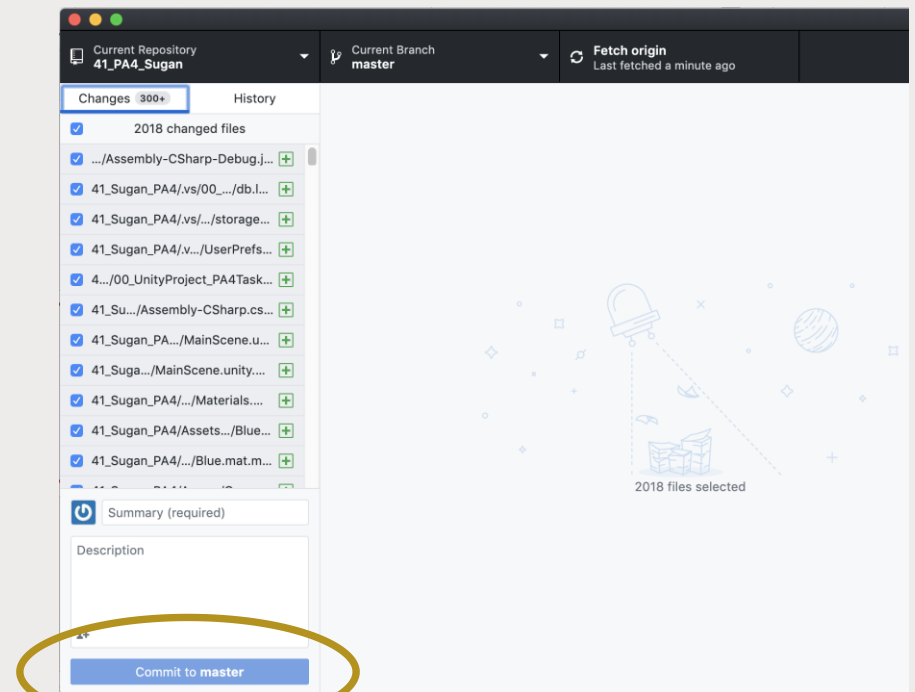 Current Repository
41_PA4_Sugan
Current Branch
master
Fetch origin
Last fetched a minute ago
Changes 300+
History
2018 changed files
.../Assembly-CSharp-Debug.j...
41_Sugan_PA4/.vs/00_.../db.l...
41_Sugan_PA4/.vs/.../storage...
41_Sugan_PA4/.v.../UserPrefs...
4.../00_UnityProject_PA4Task...
41_Su.../Assembly-CSharp.cs...
41_Sugan_PA.../MainScene.u...
41_Suga.../MainScene.unity....
41_Sugan_PA4/.../Materials....
41_Sugan_PA4/Assets.../Blue...
41_Sugan_PA4/.../Blue.mat.m...
2018 files selected
Summary (required)
Description
Commit to master